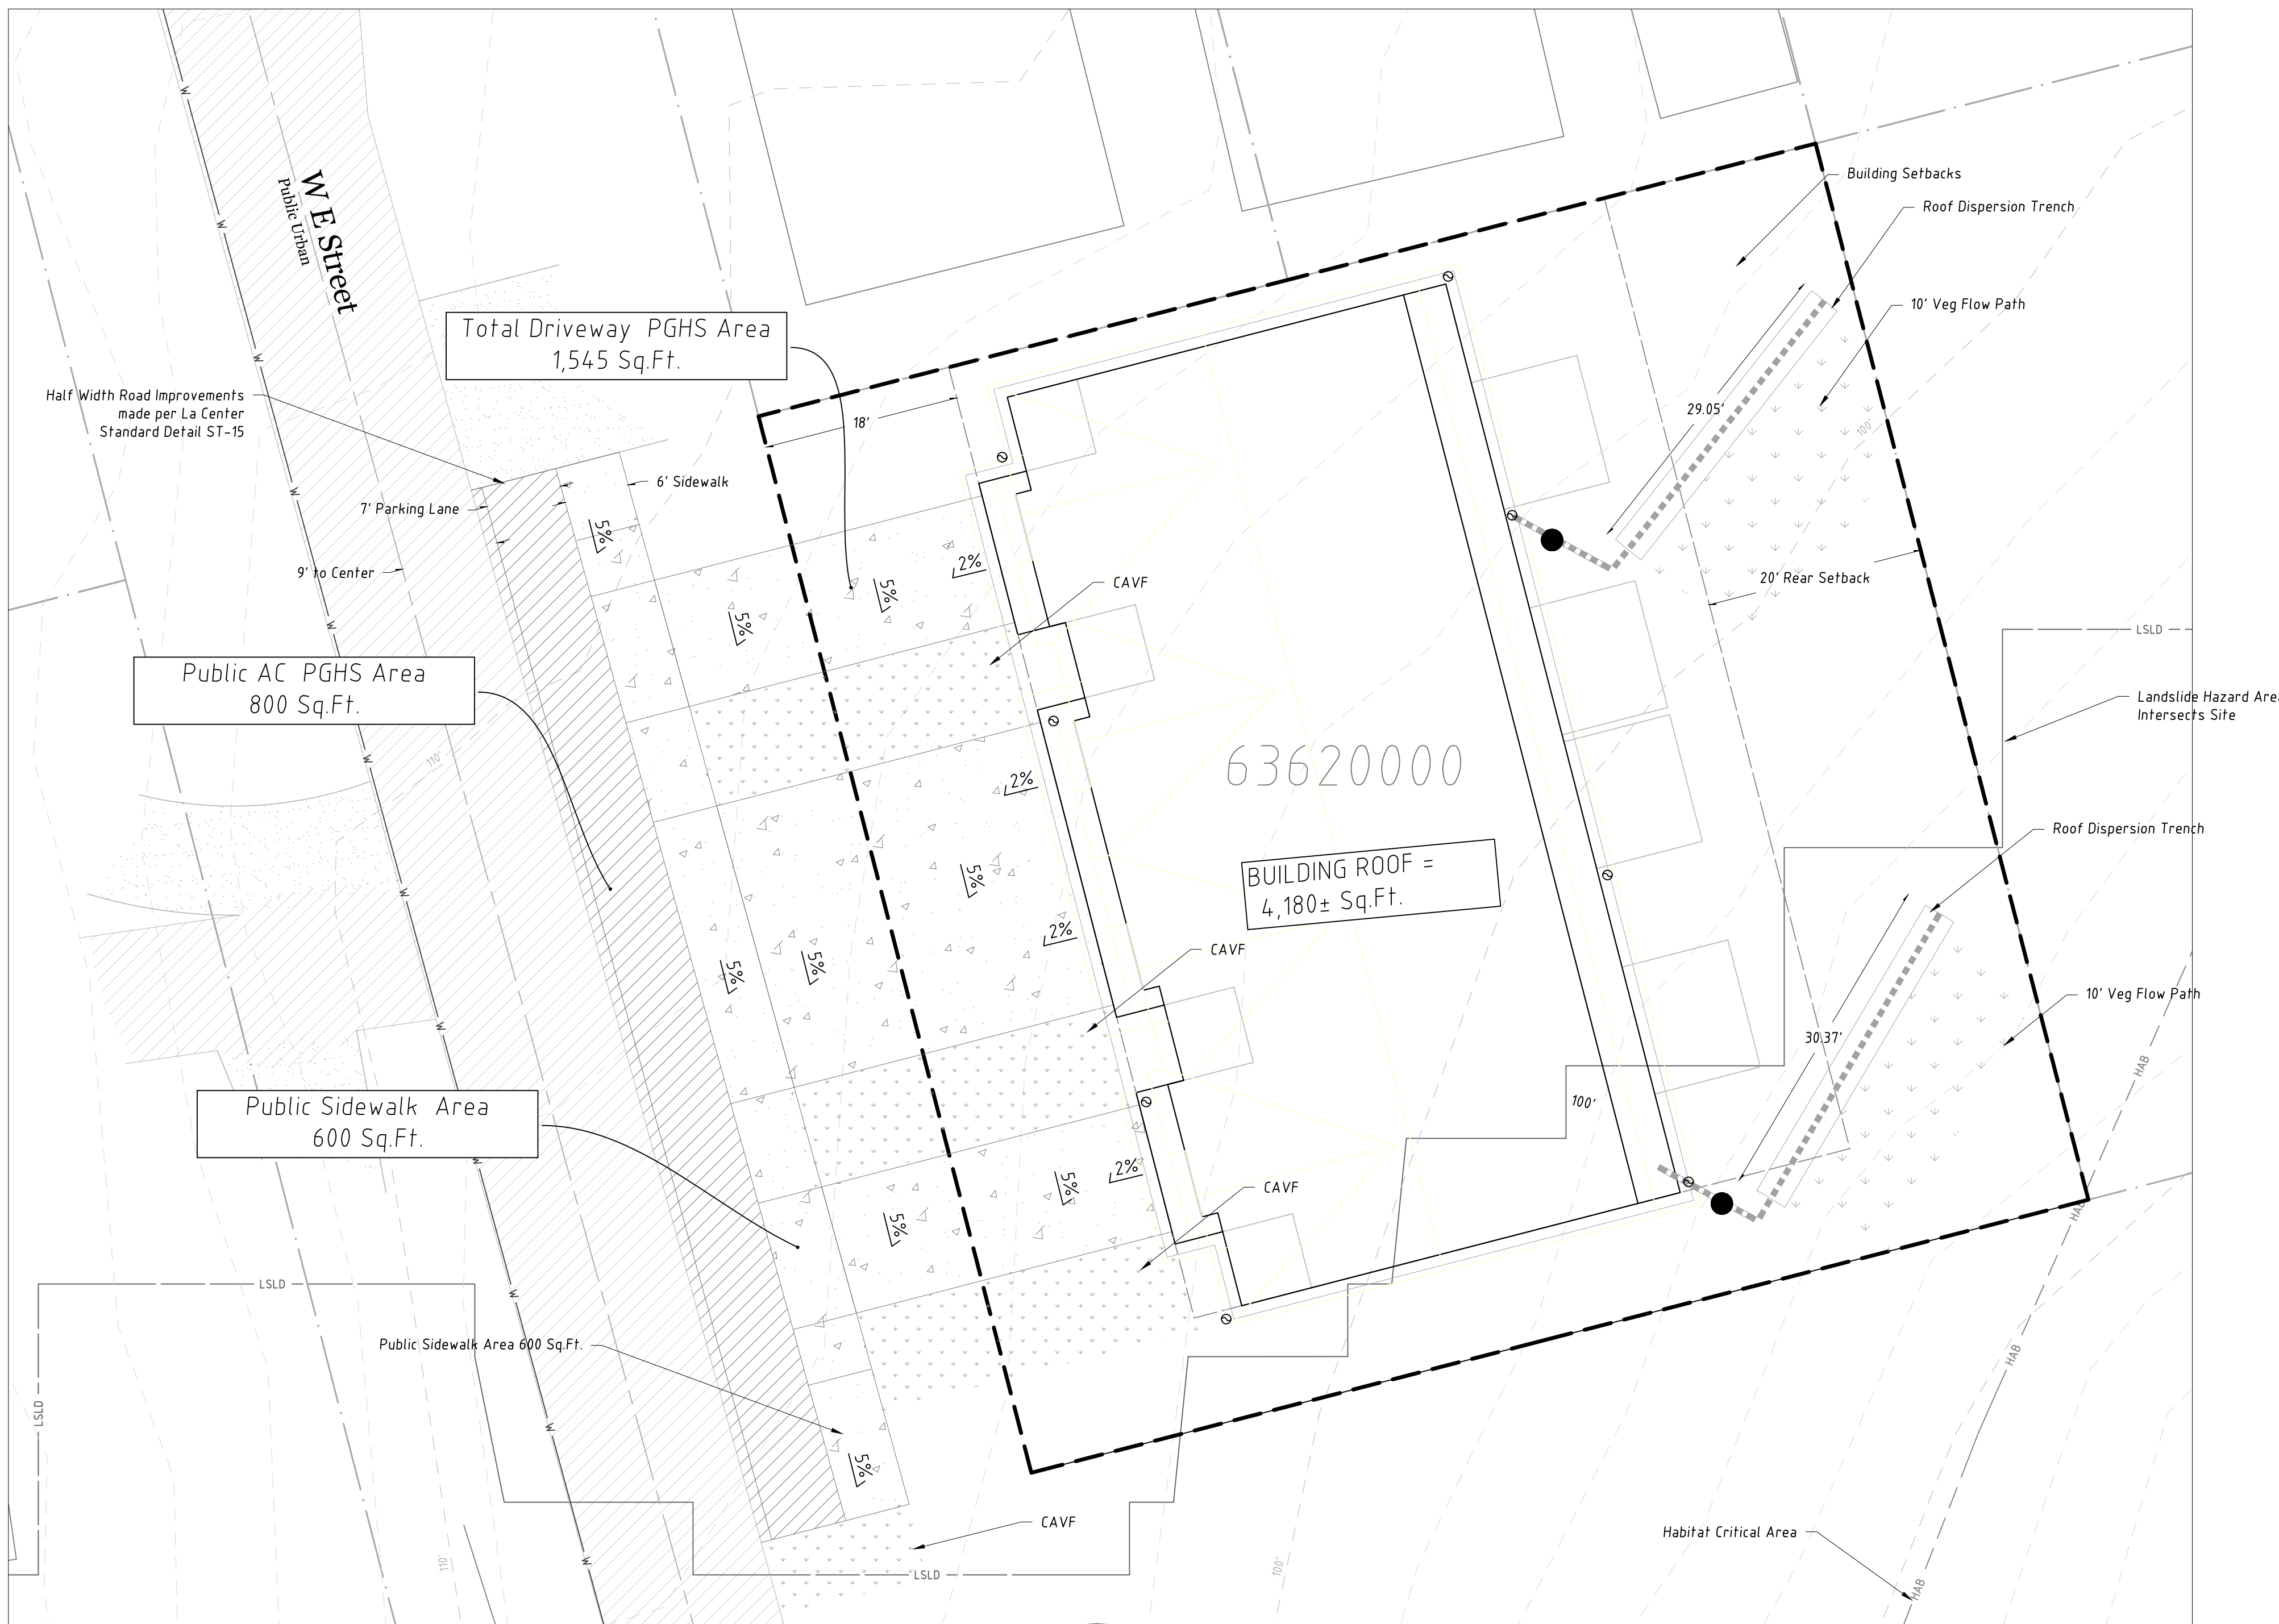 W E Street
Public Urban
Building Setbacks
Roof Dispersion Trench
10' Veg Flow Path
Total Driveway PGHS Area
1,545 Sq.Ft.
Half Width Road Improvements
made per La Center
Standard Detail ST-15
18'
29.05'
100'
6' Sidewalk
7' Parking Lane
5%
9' to Center
2%
5%
5%
CAVF
20' Rear Setback
LSLD
Public AC PGHS Area
800 Sq.Ft.
Landslide Hazard Are
Intersects Site
110'
63620000
2%
Roof Dispersion Trench
BUILDING ROOF =
4,180± Sq.Ft.
5%
2%
CAVF
5%
5%
10' Veg Flow Path
30.37'
HAB
Public Sidewalk Area
600 Sq.Ft.
100'
2%
5%
CAVF
5%
HAB
LSLD
Public Sidewalk Area 600 Sq.Ft.
HAB
LSLD
5%
CAVF
Habitat Critical Area
110'
100'
LSLD
HAB
W
W
W
W
W
W
W
W
W
W
W
W